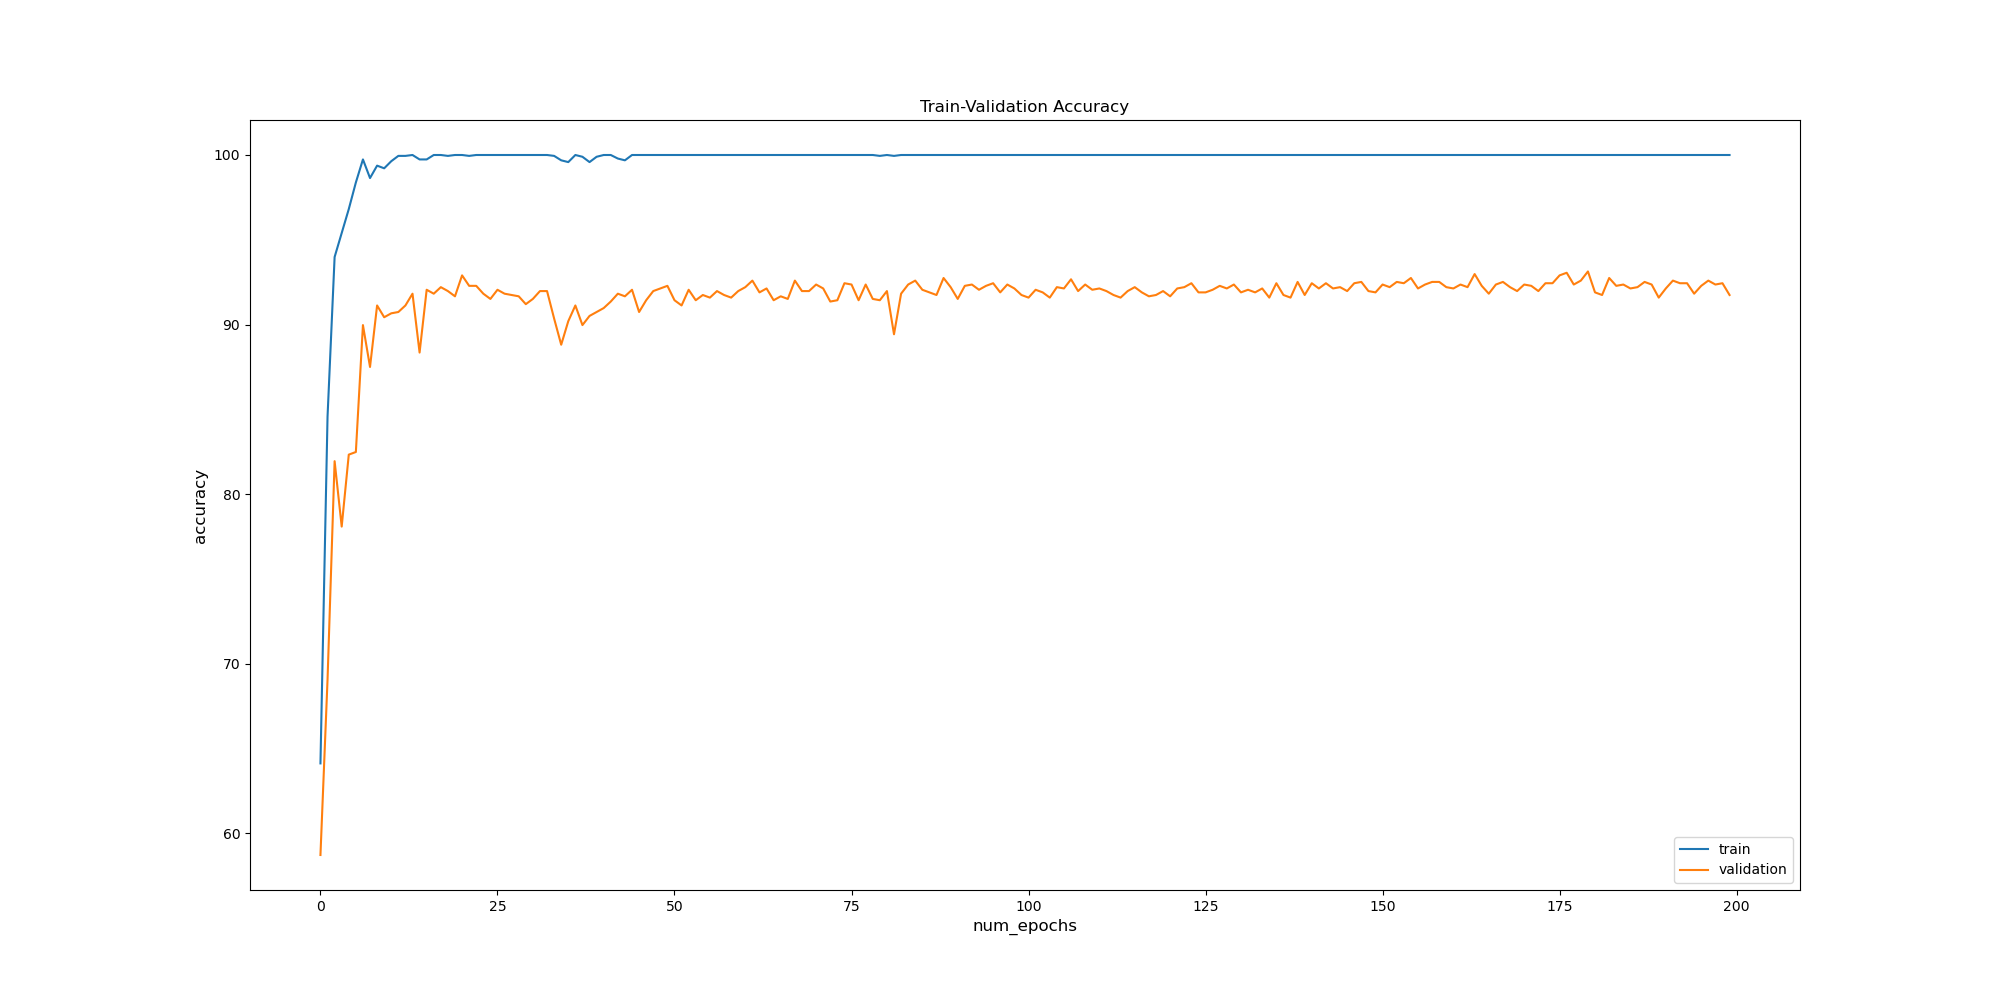 Train-Validation Accuracy
100
90
80
70
60
accuracy
0 25 50 75 100 125 150 175 200
num_epochs
train
validation